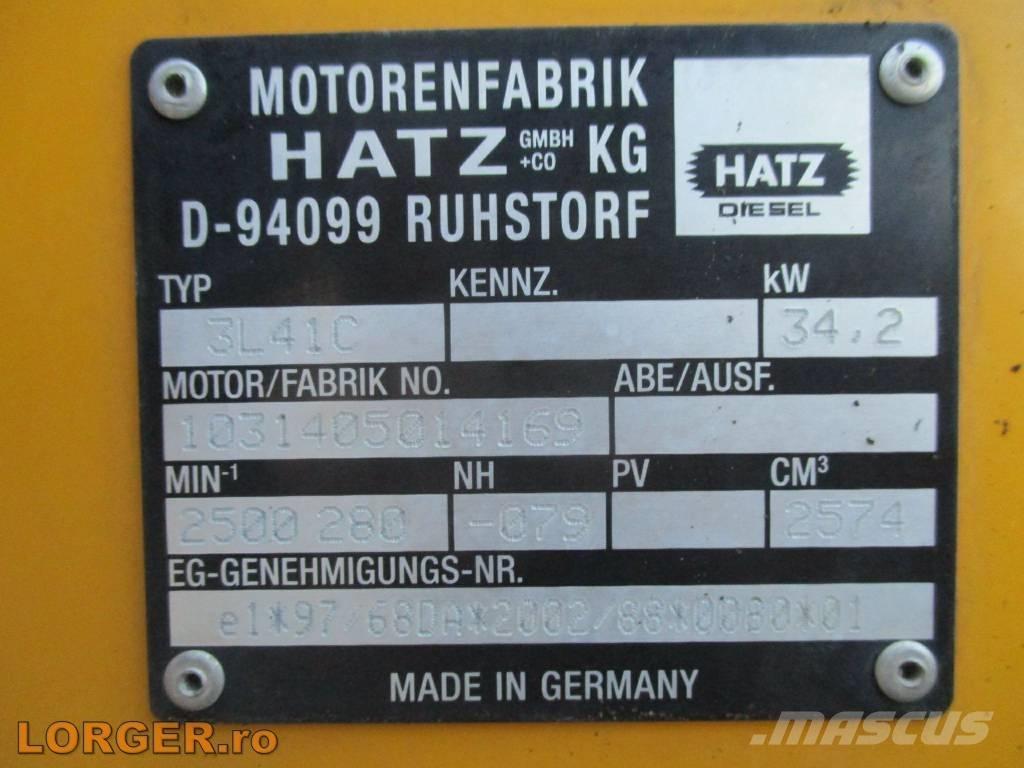 MOTORENFABRIK
HATZ GMBH +CO KG
D-94099 RUHSTORF
HATZ
DIESEL
TYP KENNZ. kW
3L41C 34,2
MOTOR/FABRIK NO. ABE/AUSF.
1031405014169
MIN-1 NH PV CM³
2500 280 -079 2574
EG-GENEHMIGUNGS-NR.
e1*97/68DA*2002/88*0080*01
MADE IN GERMANY
LORGER.ro
mascus